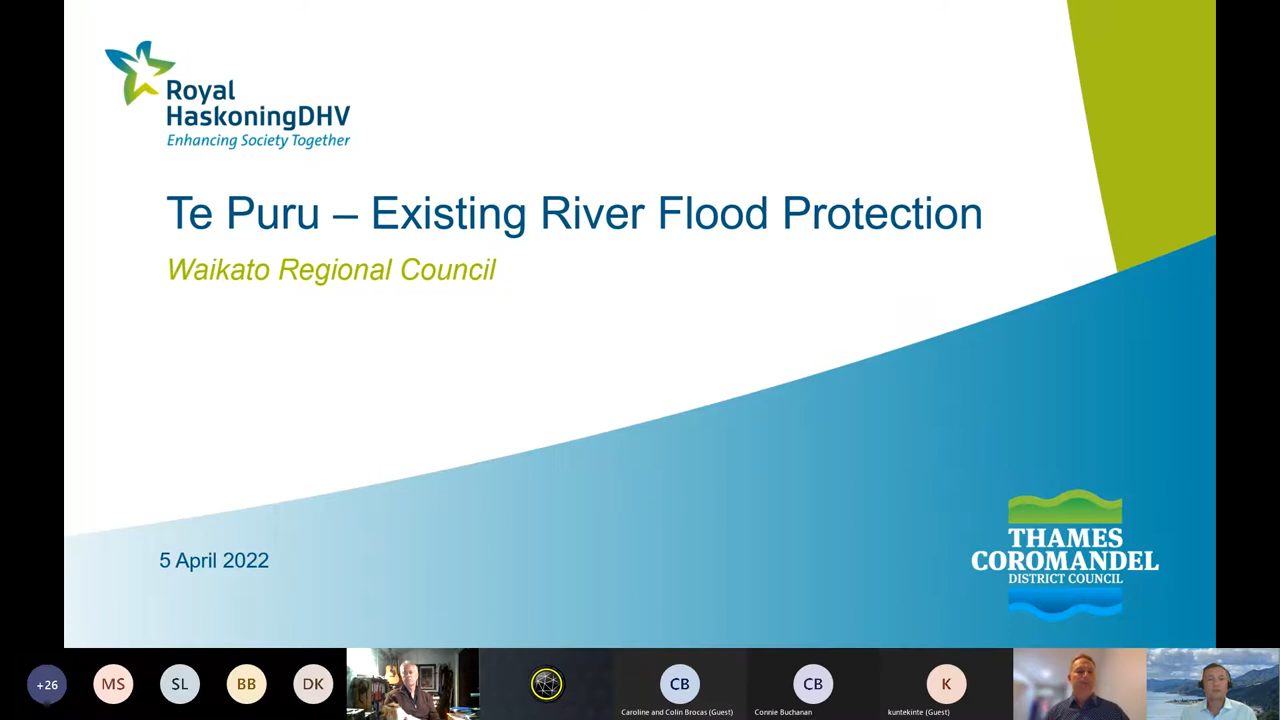 Royal
HaskoningDHV
Enhancing Society Together
Te Puru – Existing River Flood Protection
Waikato Regional Council
5 April 2022
THAMES
COROMANDEL
DISTRICT COUNCIL
+26
MS
SL
BB
DK
CB
Caroline and Colin Brocas (Guest)
CB
Connie Buchanan
K
kuntekinte (Guest)